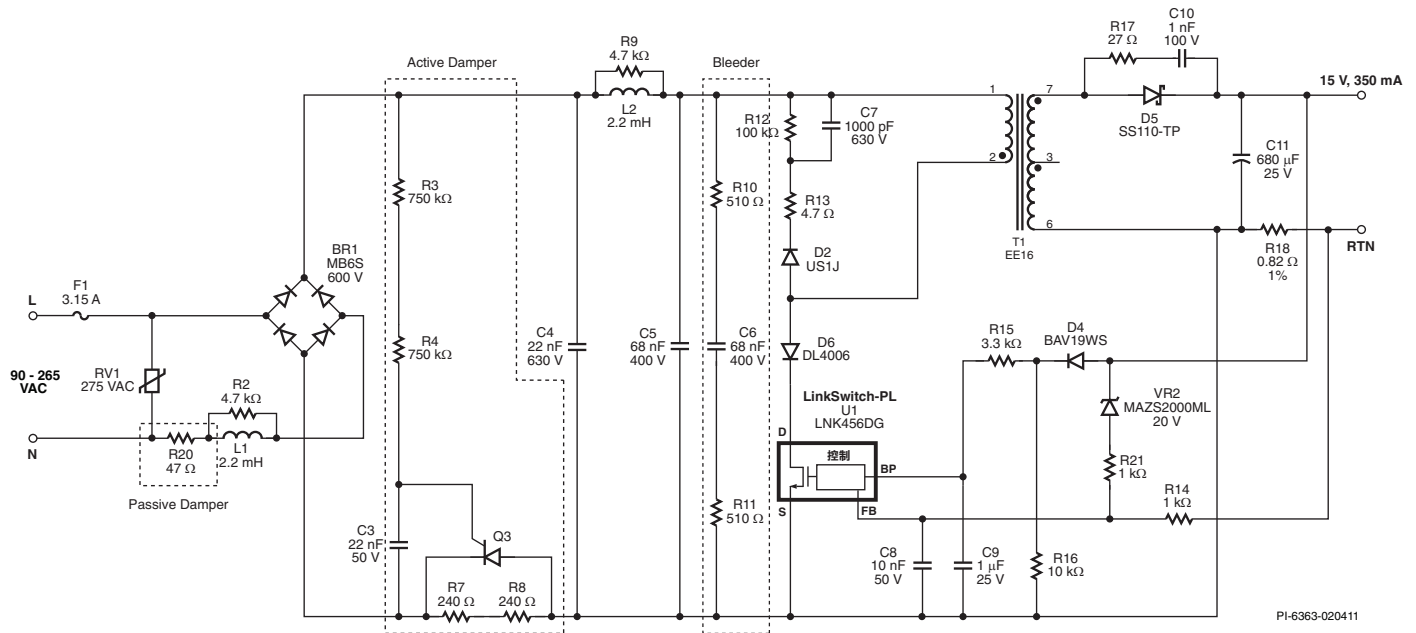 R9
4.7 kΩ
L2
2.2 mH
Active Damper
Bleeder
R17
27 Ω
C10
1 nF
100 V
D5
SS110-TP
15 V, 350 mA
R12
100 kΩ
C7
1000 pF
630 V
1
2
7
3
6
T1
EE16
C11
680 µF
25 V
R3
750 kΩ
R10
510 Ω
R13
4.7 Ω
D2
US1J
R18
0.82 Ω
1%
RTN
BR1
MB6S
600 V
F1
3.15 A
L
90 - 265
VAC
RV1
275 VAC
N
R2
4.7 kΩ
L1
2.2 mH
R20
47 Ω
Passive Damper
R4
750 kΩ
C4
22 nF
630 V
C5
68 nF
400 V
C6
68 nF
400 V
D6
DL4006
R15
3.3 kΩ
D4
BAV19WS
VR2
MAZS2000ML
20 V
LinkSwitch-PL
U1
LNK456DG
D
控制
BP
S
FB
R21
1 kΩ
R14
1 kΩ
R11
510 Ω
C3
22 nF
50 V
Q3
R7
240 Ω
R8
240 Ω
C8
10 nF
50 V
C9
1 µF
25 V
R16
10 kΩ
PI-6363-020411